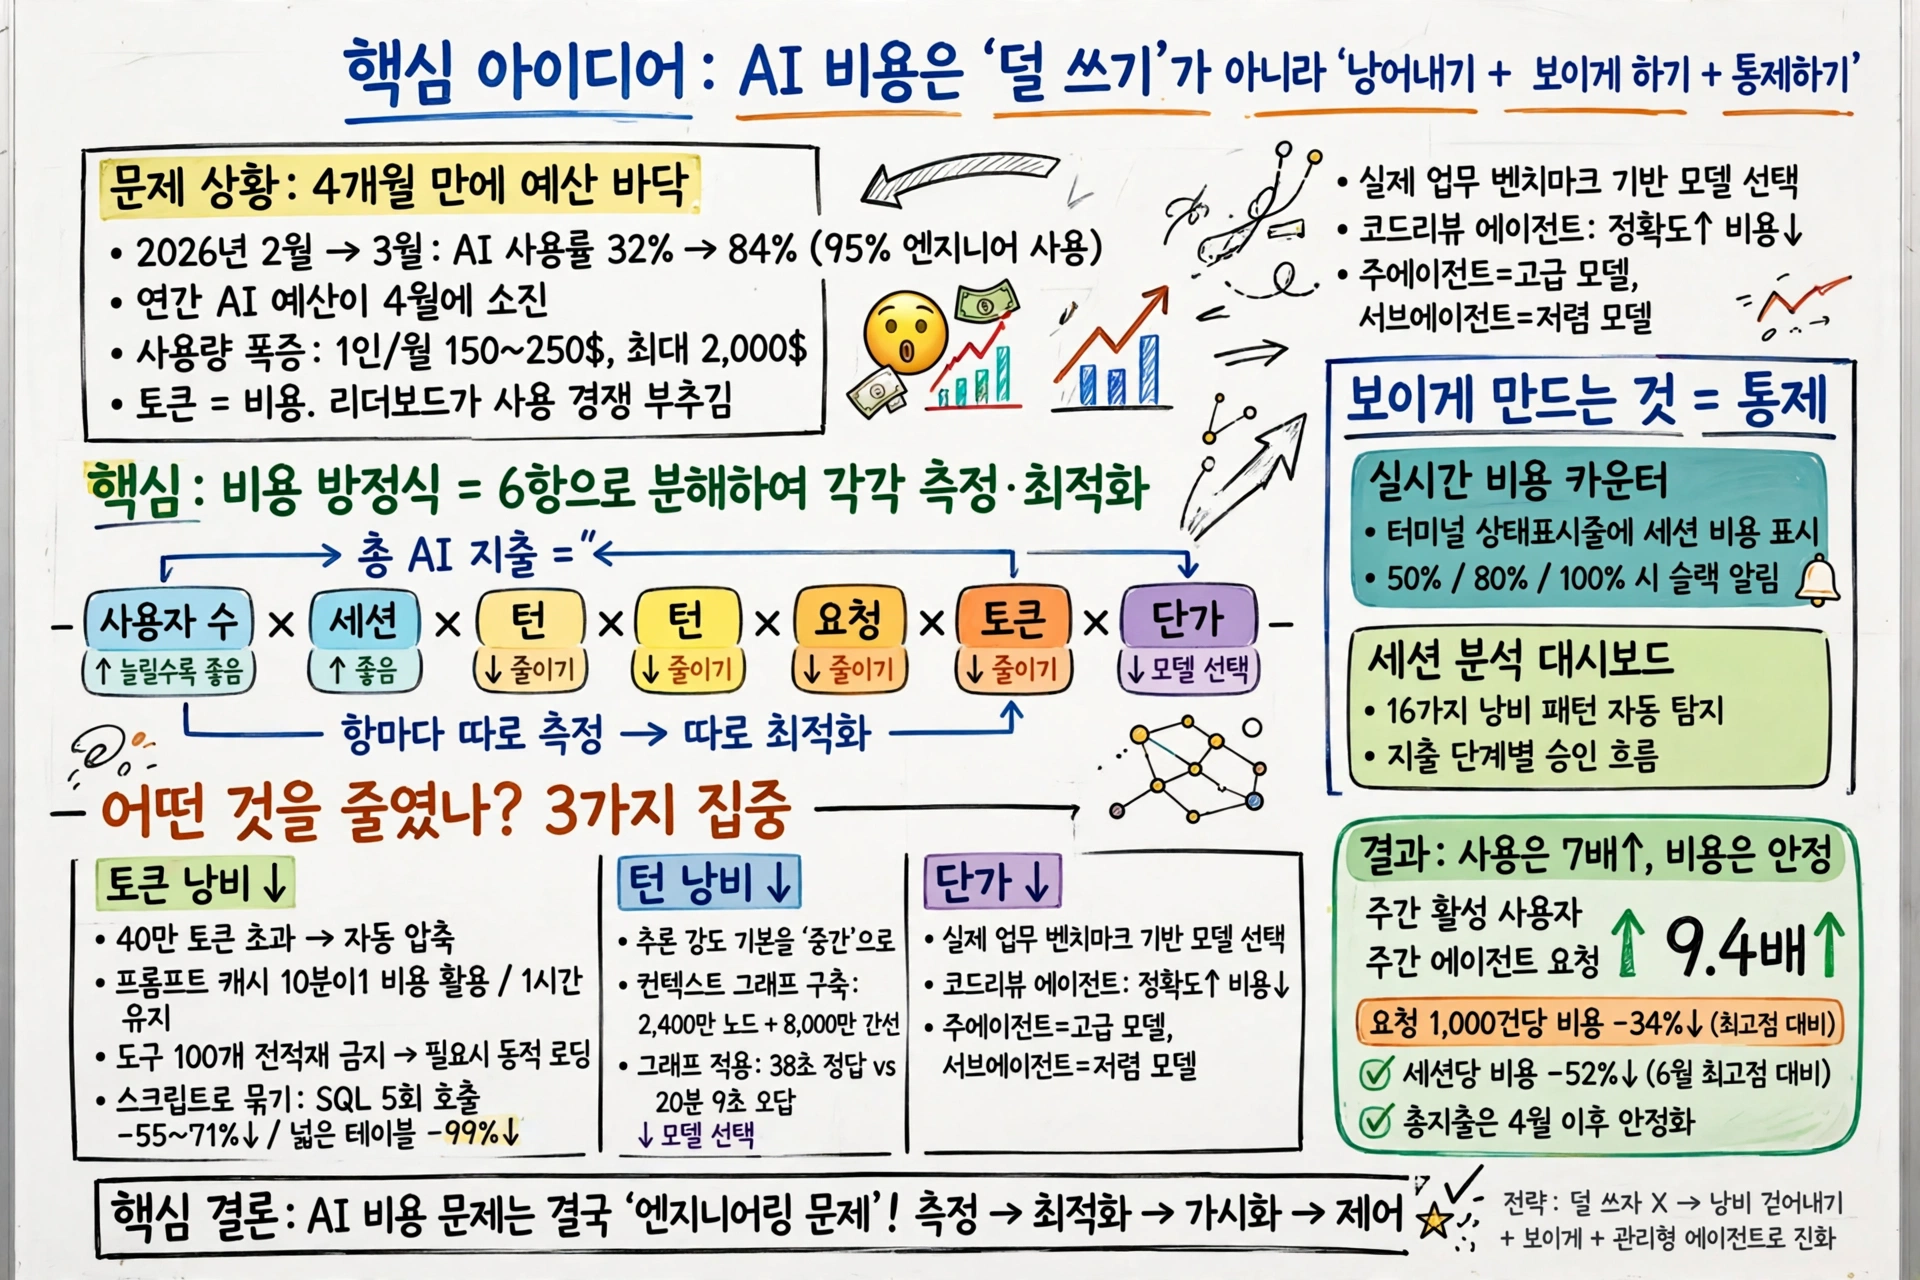 핵심 아이디어 : AI 비용은 ‘덜 쓰기’가 아니라 ‘낭어내기 + 보이게 하기 + 통제하기’
문제 상황 : 4개월 만에 예산 바닥
• 2026년 2월 → 3월 : AI 사용률 32% → 84% (95% 엔지니어 사용)
• 연간 AI 예산이 4월에 소진
• 사용량 폭증 : 1인/월 150~250$, 최대 2,000$
• 토큰 = 비용. 리더보드가 사용 경쟁 부추김
• 실제 업무 벤치마크 기반 모델 선택
• 코드리뷰 에이전트: 정확도↑ 비용↓
• 주에이전트=고급 모델,
서브에이전트=저렴 모델
핵심 : 비용 방정식 = 6항으로 분해하여 각각 측정·최적화
총 AI 지출 = ″
– 사용자 수 × 세션 × 턴 × 턴 × 요청 × 토큰 × 단가 –
↑ 늘릴수록 좋음 ↑ 좋음 ↓ 줄이기 ↓ 줄이기 ↓ 줄이기 ↓ 줄이기 ↓ 모델 선택
항마다 따로 측정 → 따로 최적화
보이게 만드는 것 = 통제
실시간 비용 카운터
• 터미널 상태표시줄에 세션 비용 표시
• 50% / 80% / 100% 시 슬랙 알림
세션 분석 대시보드
• 16가지 낭비 패턴 자동 탐지
• 지출 단계별 승인 흐름
– 어떤 것을 줄였나? 3가지 집중
토큰 낭비 ↓
• 40만 토큰 초과 → 자동 압축
• 프롬프트 캐시 10분이1 비용 활용 / 1시간
유지
• 도구 100개 전적재 금지 → 필요시 동적 로딩
• 스크립트로 묶기: SQL 5회 호출
-55~71%↓ / 넓은 테이블 -99%↓
턴 낭비 ↓
• 추론 강도 기본을 ‘중간’으로
• 컨텍스트 그래프 구축:
2,400만 노드 + 8,000만 간선
• 그래프 적용: 38초 정답 vs
20분 9초 오답
↓ 모델 선택
단가 ↓
• 실제 업무 벤치마크 기반 모델 선택
• 코드리뷰 에이전트: 정확도↑ 비용↓
• 주에이전트=고급 모델,
서브에이전트=저렴 모델
결과 : 사용은 7배↑, 비용은 안정
주간 활성 사용자
주간 에이전트 요청 ↑ 9.4배↑
요청 1,000건당 비용 -34%↓ (최고점 대비)
세션당 비용 -52%↓ (6월 최고점 대비)
총지출은 4월 이후 안정화
핵심 결론 : AI 비용 문제는 결국 ‘엔지니어링 문제’! 측정 → 최적화 → 가시화 → 제어
전략 : 덜 쓰자 X → 낭비 걷어내기
+ 보이게 + 관리형 에이전트로 진화